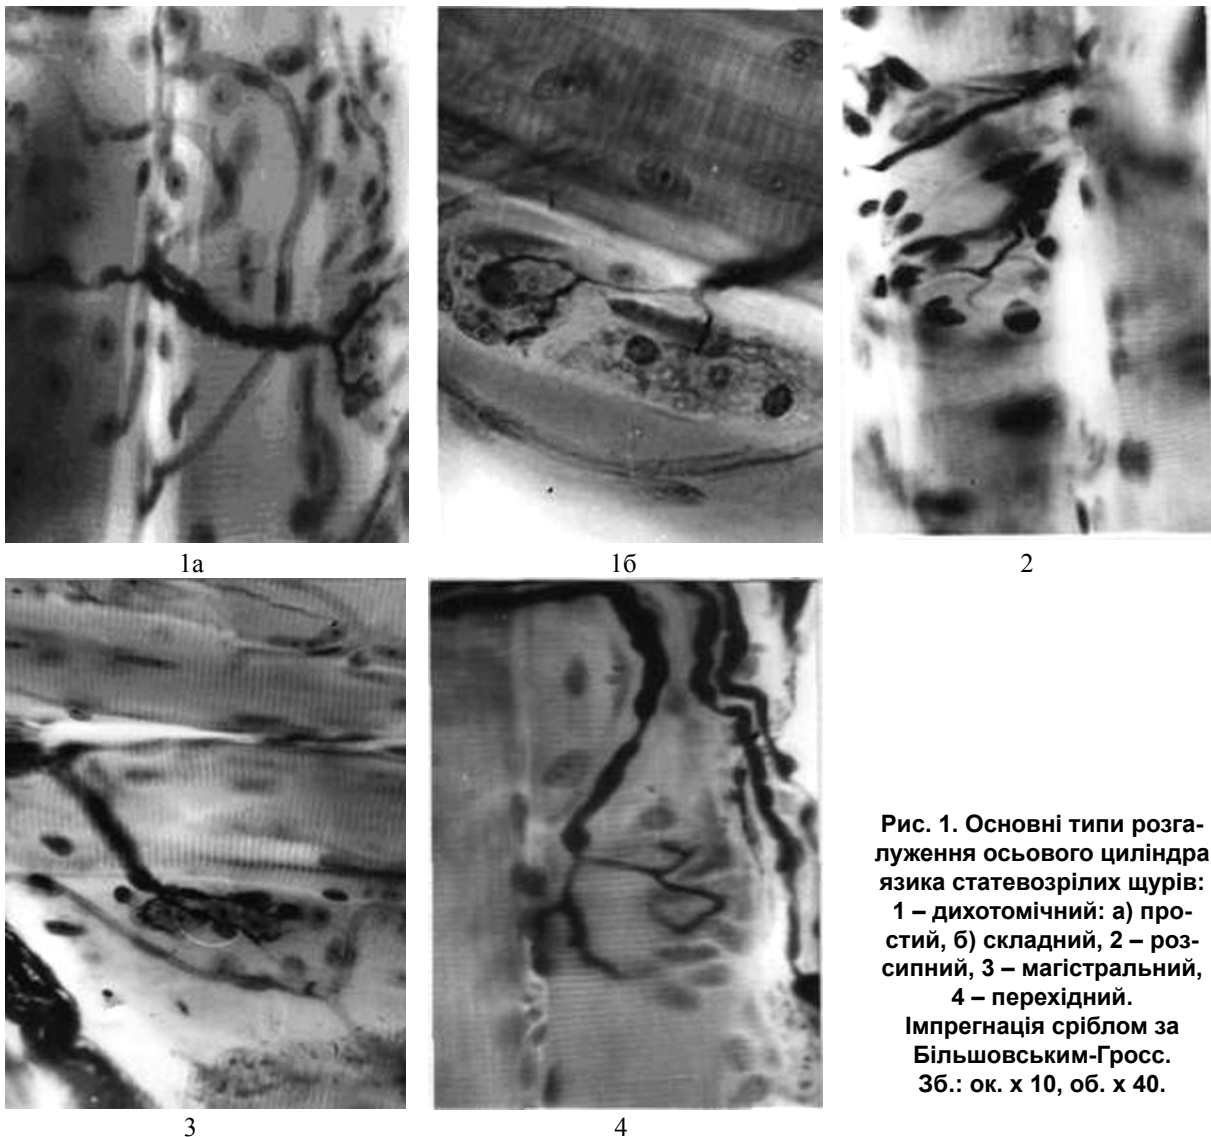 1а
1б
2
3
4
Рис. 1. Основні типи розга-
луження осьового циліндра
язика статевозрілих щурів:
1 – дихотомічний: а) про-
стий, б) складний, 2 – роз-
сипний, 3 – магістральний,
4 – перехідний.
Імпрегнація сріблом за
Більшовським-Гросс.
Зб.: ок. х 10, об. х 40.